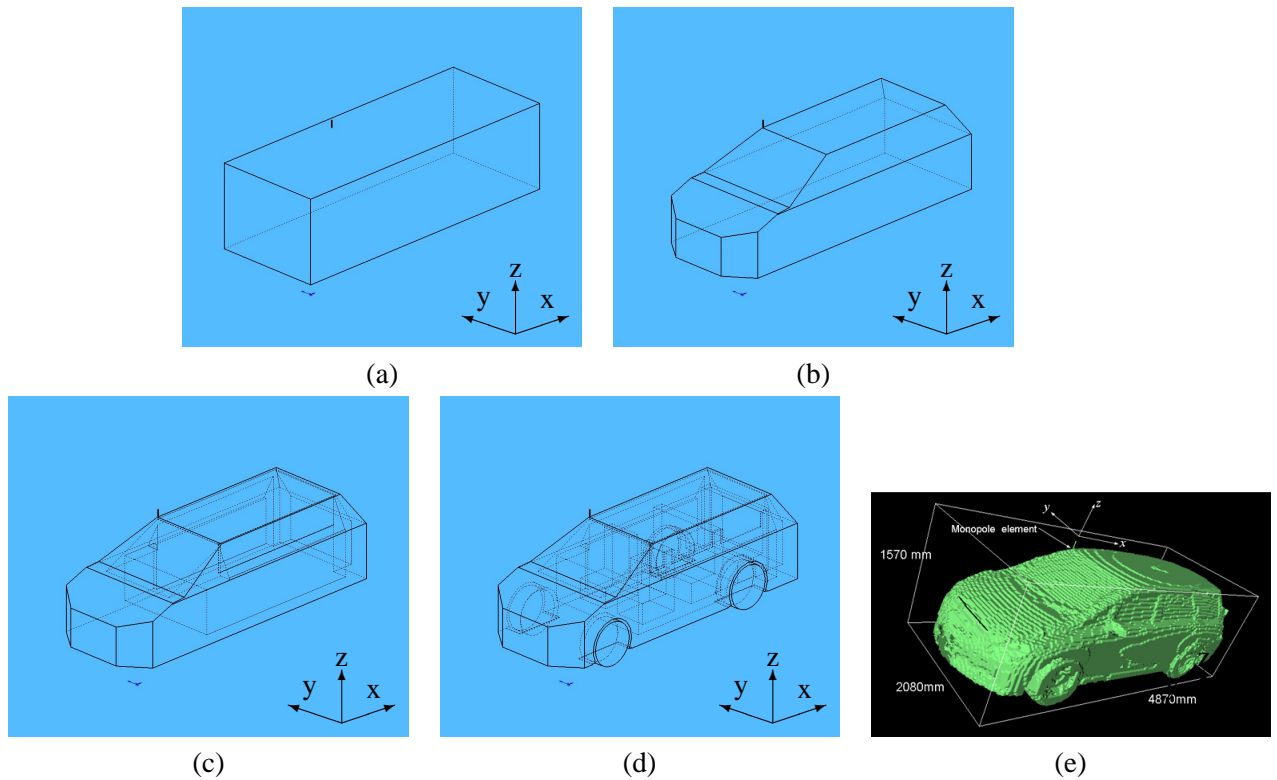 z
y
x
(a)
z
y
x
(b)
z
y
x
(c)
z
y
x
(d)
z
y
Monopole element
x
1570 mm
2080mm
4870mm
(e)